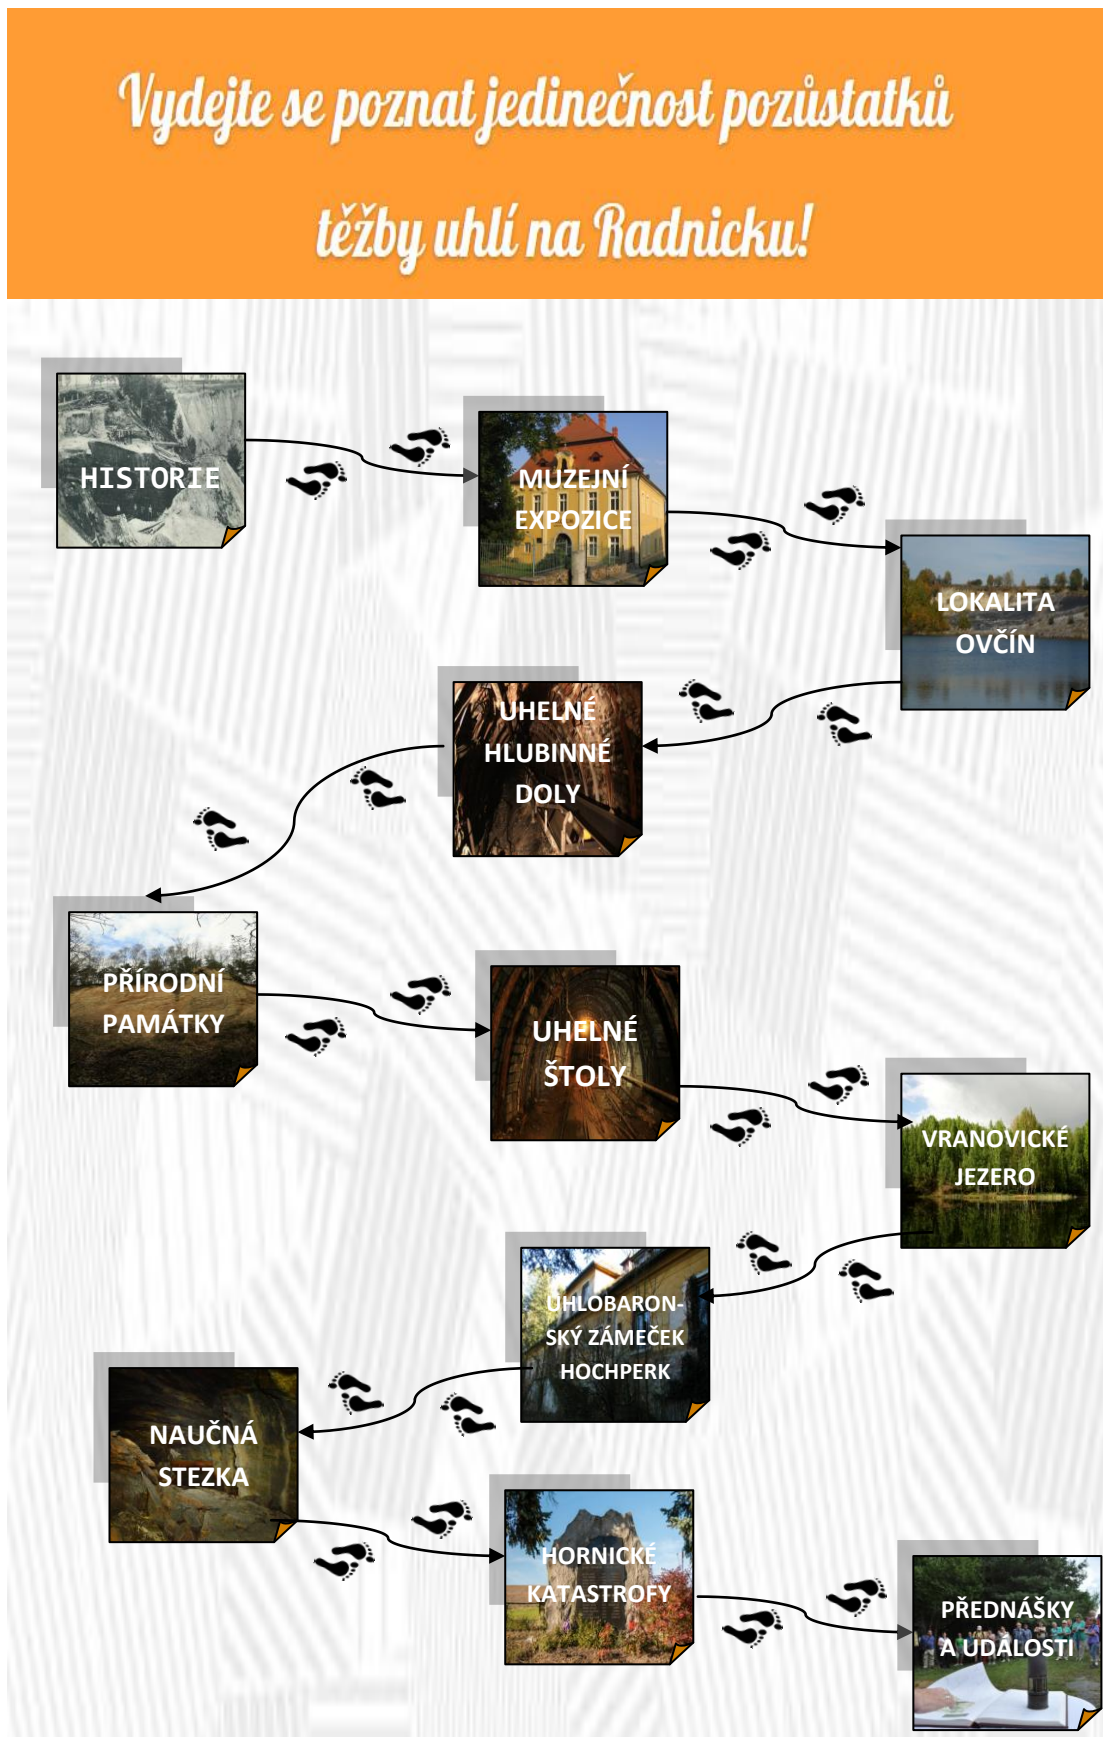 Vydejte se poznat jedinečnost pozůstatků
těžby uhlí na Radnicku!
HISTORIE
MUZEJNÍ
EXPOZICE
LOKALITA
OVČÍN
UHELNÉ
HLUBINNÉ
DOLY
PŘÍRODNÍ
PAMÁTKY
UHELNÉ
ŠTOLY
VRANOVICKÉ
JEZERO
UHLOBARON-
SKÝ ZÁMEČEK
HOCHPERK
NAUČNÁ
STEZKA
HORNICKÉ
KATASTROFY
PŘEDNÁŠKY
A UDÁLOSTI